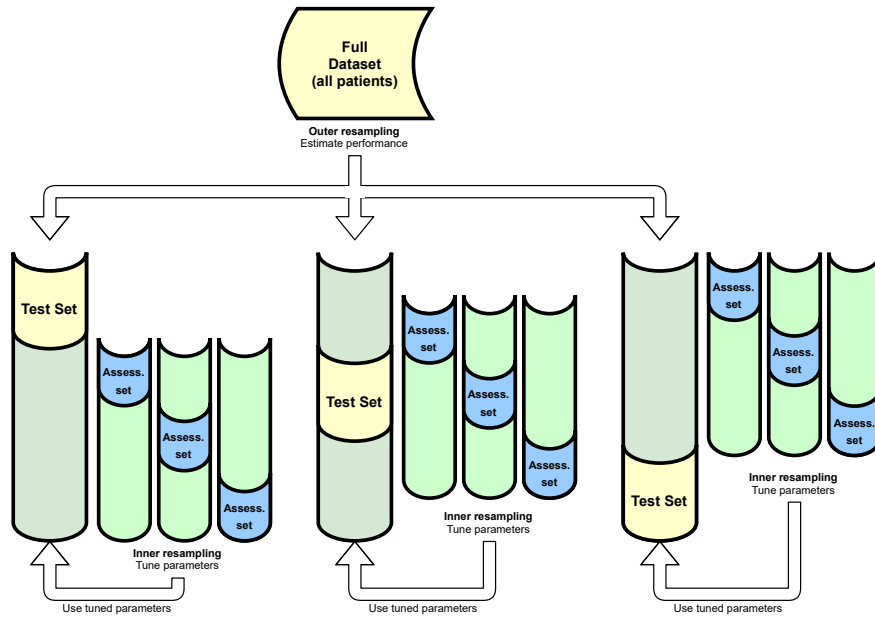 Full
Dataset
(all patients)
Outer resampling
Estimate performance
Test Set
Assess.
set
Assess.
set
Assess.
set
Inner resampling
Tune parameters
Use tuned parameters
Test Set
Assess.
set
Assess.
set
Assess.
set
Inner resampling
Tune parameters
Use tuned parameters
Test Set
Assess.
set
Assess.
set
Assess.
set
Inner resampling
Tune parameters
Use tuned parameters